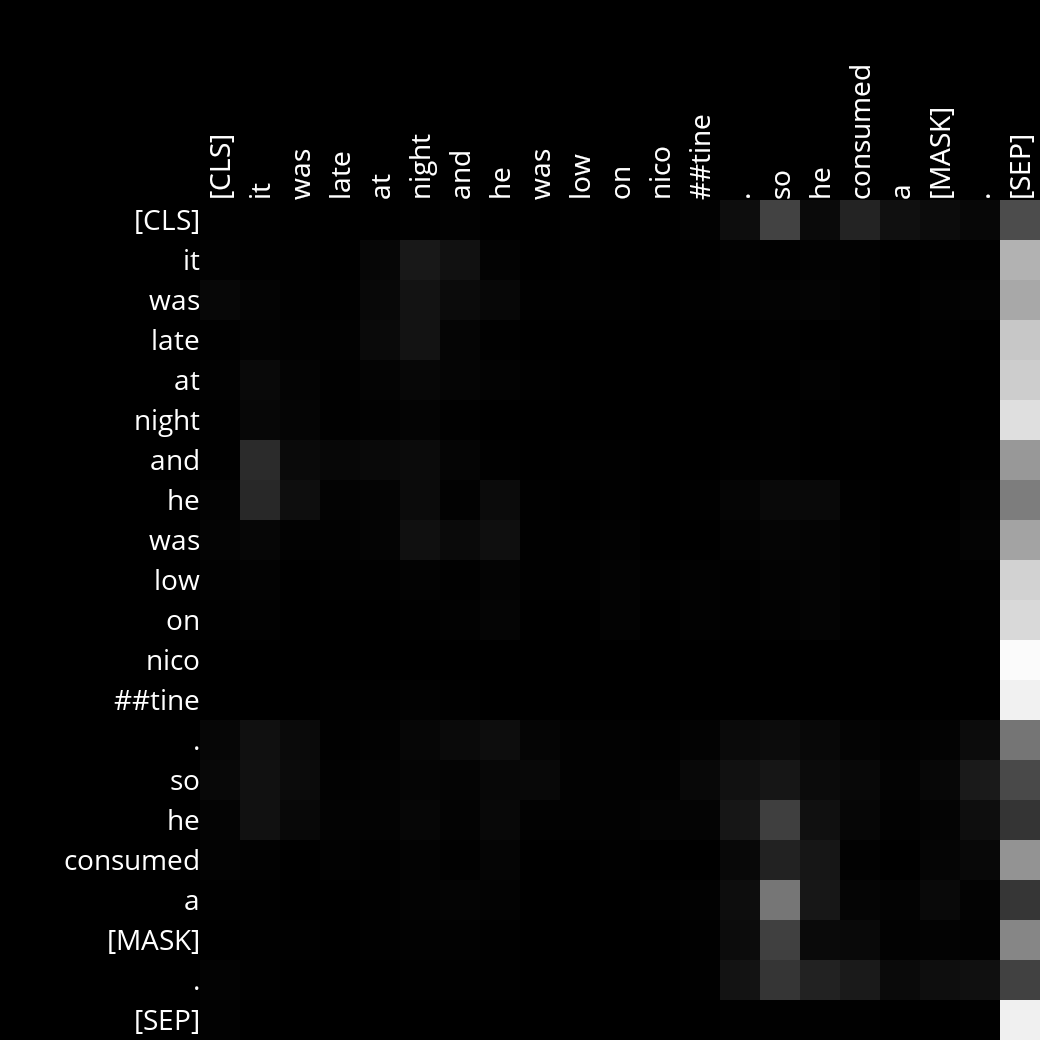 [CLS] it was late at night and he was low on nico ##tine . so he consumed a [MASK] . [SEP]
[CLS]
it
was
late
at
night
and
he
was
low
on
nico
##tine
.
so
he
consumed
a
[MASK]
.
[SEP]